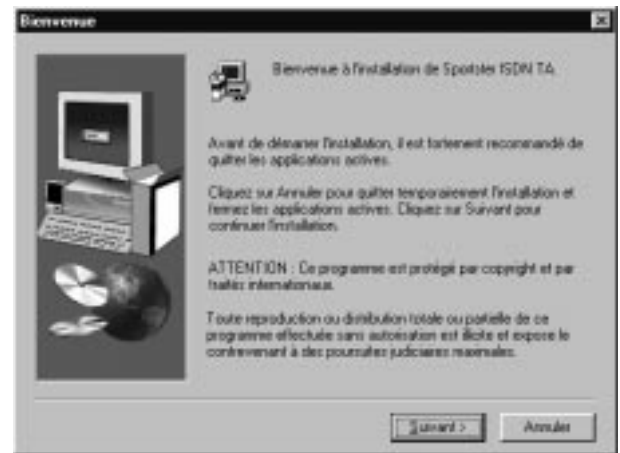 Bienvenue
Bienvenue à l'installation de Sportster ISDN TA.
Avant de démarrer l'installation, il est fortement recommandé de
quitter les applications actives.
Cliquez sur Annuler pour quitter temporairement l'installation et
fermez les applications actives. Cliquez sur Suivant pour
continuer l'installation.
ATTENTION : Ce programme est protégé par copyright et par
traités internationaux.
Toute reproduction ou distribution totale ou partielle de ce
programme effectuée sans autorisation est illicite et expose le
contrevenant à des poursuites judiciaires maximales.
Suivant >
Annuler